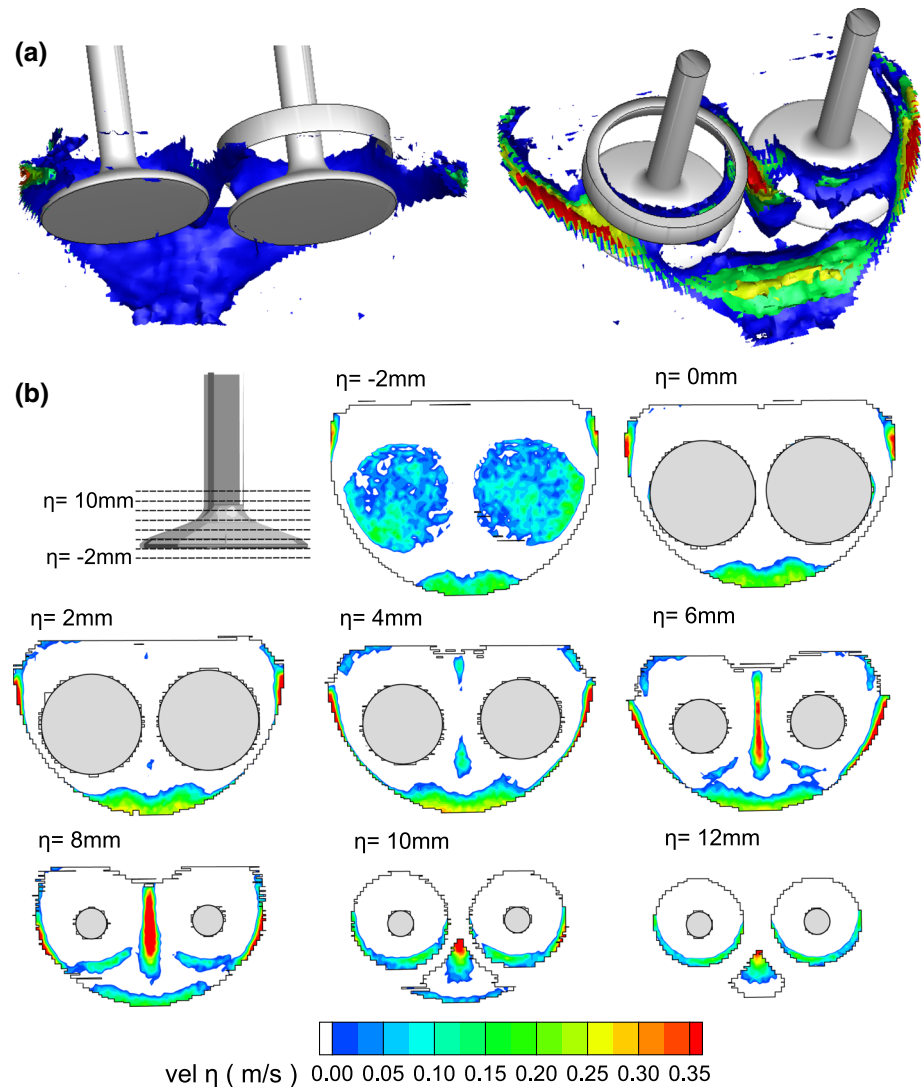 (a)
(b)
η= 10mm
η= -2mm
η= -2mm
η= 0mm
η= 2mm
η= 4mm
η= 6mm
η= 8mm
η= 10mm
η= 12mm
0.00 0.05 0.10 0.15 0.20 0.25 0.30 0.35
vel η ( m/s )